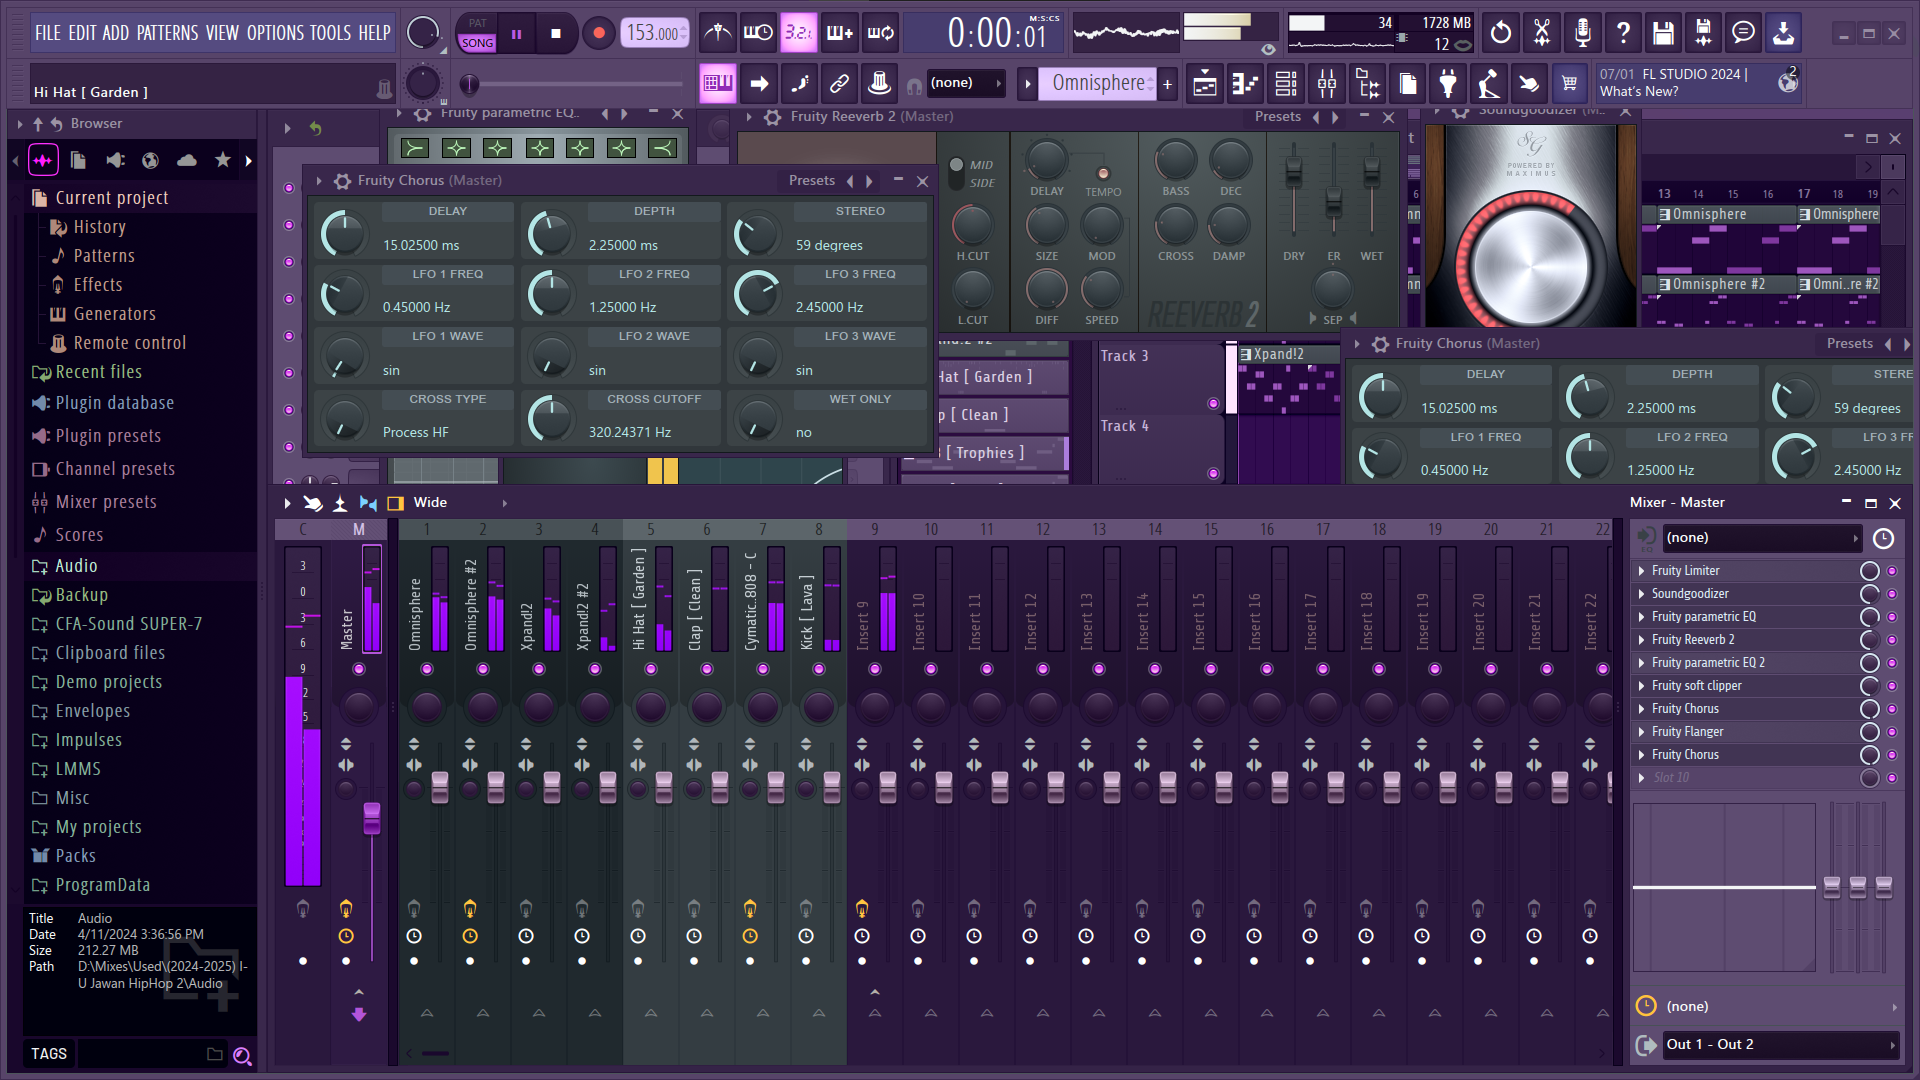 FILE EDIT ADD PATTERNS VIEW OPTIONS TOOLS HELP
PAT
SONG
153.000
3.2.
0:00:01
M:S:CS
34
1728 MB
12
Hi Hat [ Garden ]
(none)
Omnisphere
07/01 FL STUDIO 2024 |
What's New?
2
Browser
Current project
History
Patterns
Effects
Generators
Remote control
Recent files
Plugin database
Plugin presets
Channel presets
Mixer presets
Scores
Audio
Backup
CFA-Sound SUPER-7
Clipboard files
Demo projects
Envelopes
Impulses
LMMS
Misc
My projects
Packs
ProgramData
Title Audio
Date 4/11/2024 3:36:56 PM
Size 212.27 MB
Path D:\Mixes\Used\(2024-2025) I-
U Jawan HipHop 2\Audio
TAGS
Fruity parametric EQ..
Fruity Chorus (Master)
Presets
DELAY
15.02500 ms
DEPTH
2.25000 ms
STEREO
59 degrees
LFO 1 FREQ
0.45000 Hz
LFO 2 FREQ
1.25000 Hz
LFO 3 FREQ
2.45000 Hz
LFO 1 WAVE
sin
LFO 2 WAVE
sin
LFO 3 WAVE
sin
CROSS TYPE
Process HF
CROSS CUTOFF
320.24371 Hz
WET ONLY
no
Fruity Reeverb 2 (Master)
Presets
MID
SIDE
DELAY
TEMPO
BASS
DEC
H.CUT
SIZE
MOD
CROSS
DAMP
DRY
ER
WET
L.CUT
DIFF
SPEED
REEVERB 2
SEP
Soundgoodizer (M..
SG
POWERED BY
MAXIMUS
13 14 15 16 17 18 19
Omnisphere
Omnisphere
Omnisphere #2
Omni..re #2
Hat [ Garden ]
p [ Clean ]
[ Trophies ]
Track 3
Xpand!2
Track 4
Fruity Chorus (Master)
Presets
DELAY
15.02500 ms
DEPTH
2.25000 ms
STERE
59 degrees
LFO 1 FREQ
0.45000 Hz
LFO 2 FREQ
1.25000 Hz
LFO 3 FR
2.45000 Hz
Wide
C M 1 2 3 4 5 6 7 8 9 10 11 12 13 14 15 16 17 18 19 20 21 22
3
0
3
6
9
2
5
Master
Omnisphere
Omnisphere #2
Xpand!2
Xpand!2 #2
Hi Hat [ Garden ]
Clap [ Clean ]
Cymatic..808 - C
Kick [ Lava ]
Insert 9
Insert 10
Insert 11
Insert 12
Insert 13
Insert 14
Insert 15
Insert 16
Insert 17
Insert 18
Insert 19
Insert 20
Insert 21
Insert 22
Mixer - Master
(none)
EQ
Fruity Limiter
Soundgoodizer
Fruity parametric EQ
Fruity Reeverb 2
Fruity parametric EQ 2
Fruity soft clipper
Fruity Chorus
Fruity Flanger
Fruity Chorus
Slot 10
(none)
Out 1 - Out 2